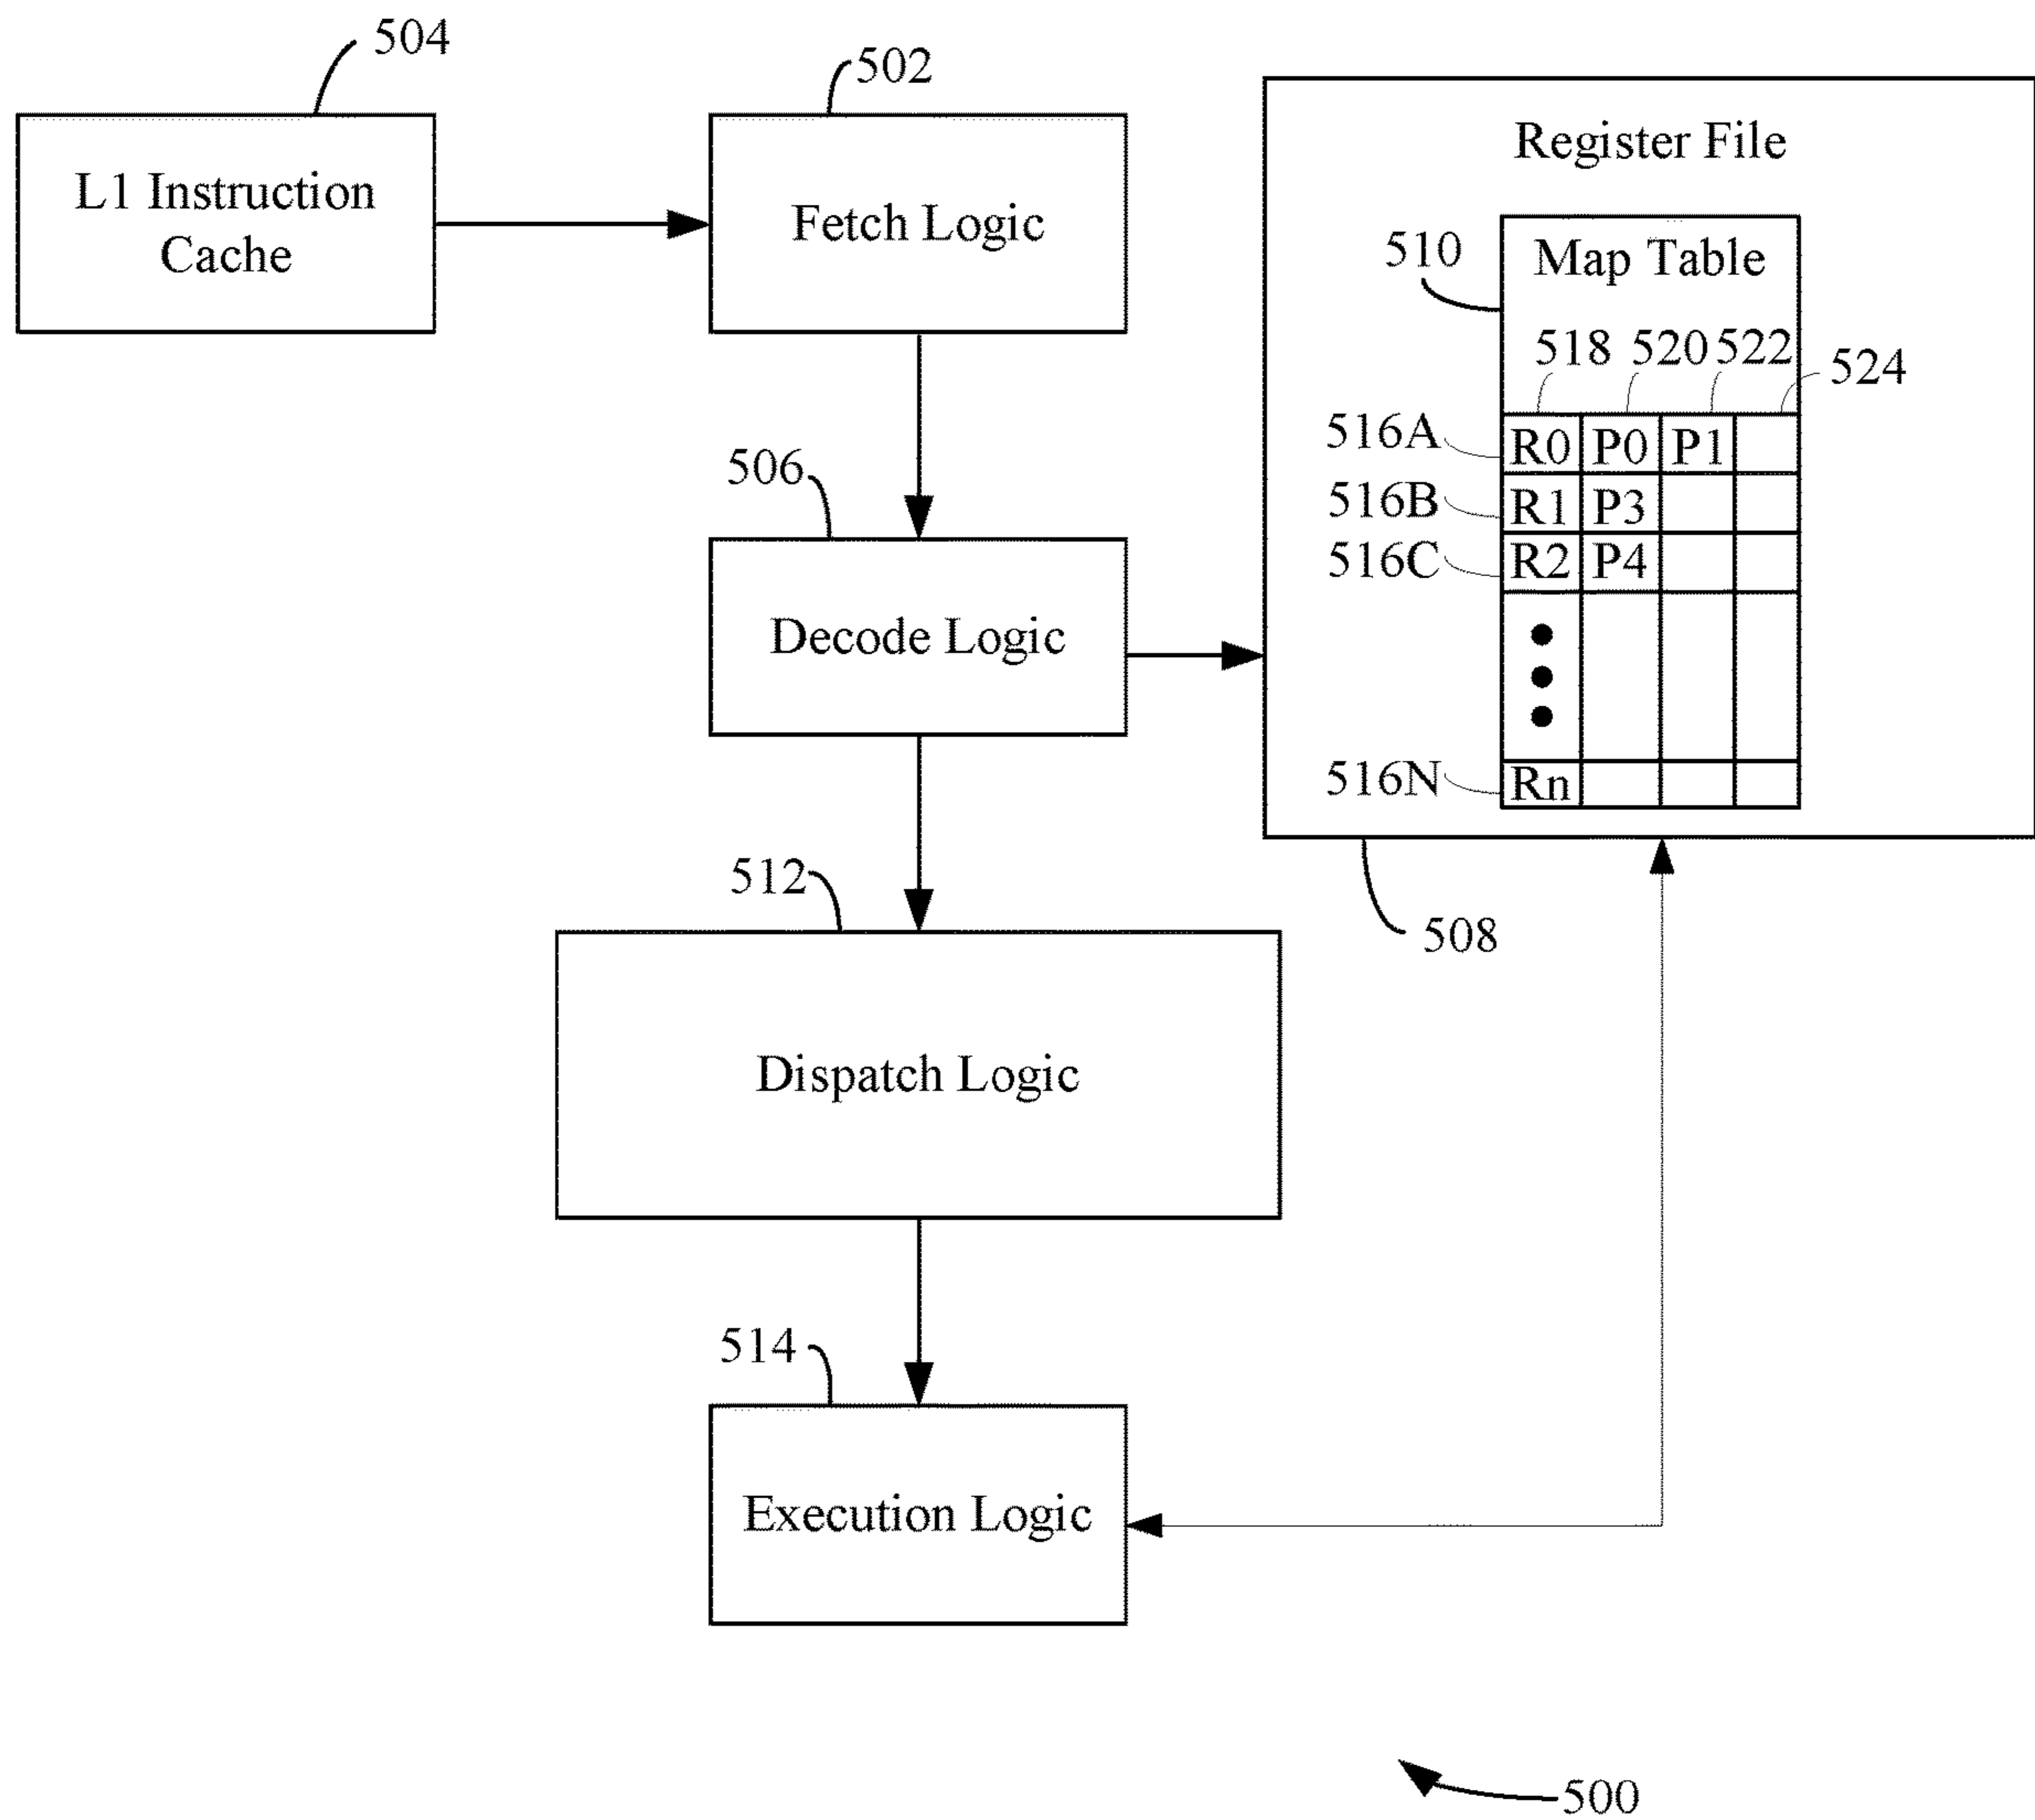 504
502
L1 Instruction
Cache
Fetch Logic
Register File
510
Map Table
518 520 522 524
516A R0 P0 P1
516B R1 P3
516C R2 P4
516N Rn
506
Decode Logic
508
512
Dispatch Logic
514
Execution Logic
500